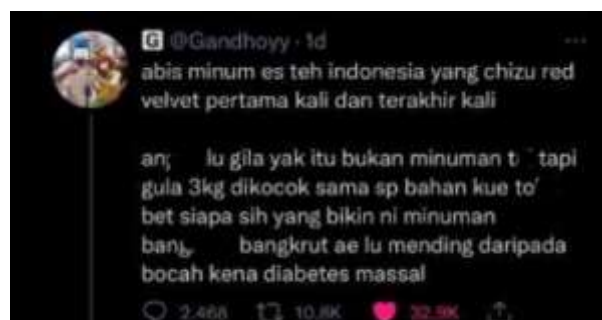 G @Gandhoyy · 1d
abis minum es teh indonesia yang chizu red
velvet pertama kali dan terakhir kali
lu gila yak itu bukan minuman tapi
gula 3kg dikocok sama sp bahan kue
bet siapa sih yang bikin ni minuman
bangkrut ae lu mending daripada
bocah kena diabetes massal
2.468 10.8K 32.9K